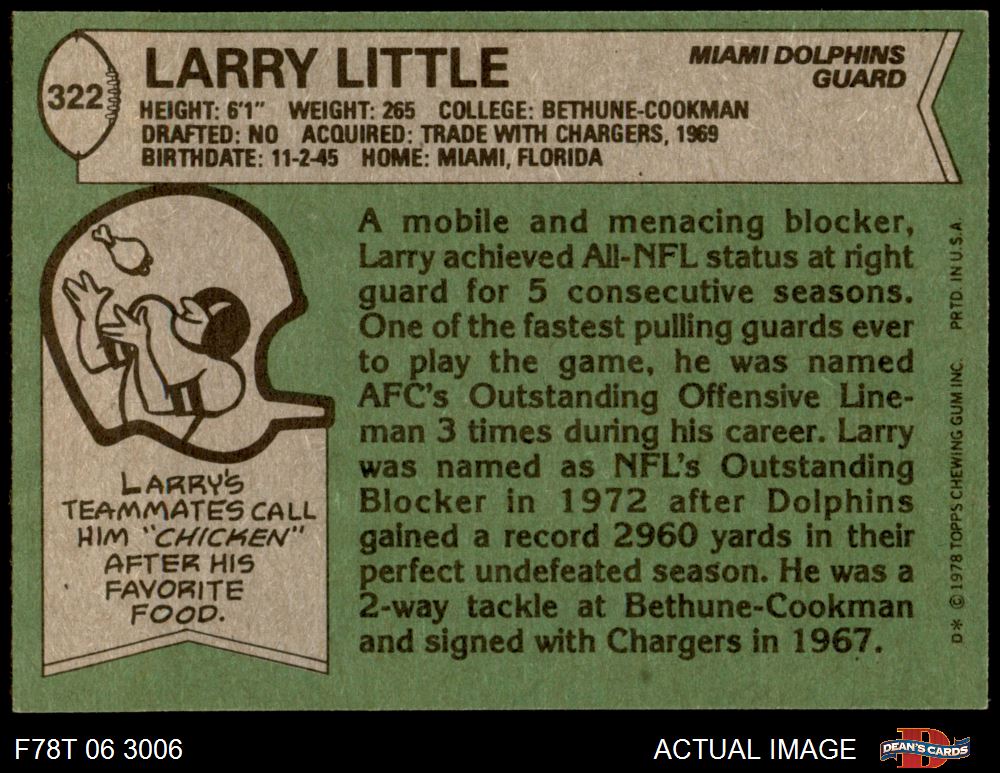 322
LARRY LITTLE
MIAMI DOLPHINS
GUARD
HEIGHT: 6'1" WEIGHT: 265 COLLEGE: BETHUNE-COOKMAN
DRAFTED: NO ACQUIRED: TRADE WITH CHARGERS, 1969
BIRTHDATE: 11-2-45 HOME: MIAMI, FLORIDA
LARRY'S
TEAMMATES CALL
HIM "CHICKEN"
AFTER HIS
FAVORITE
FOOD.
A mobile and menacing blocker,
Larry achieved All-NFL status at right
guard for 5 consecutive seasons.
One of the fastest pulling guards ever
to play the game, he was named
AFC's Outstanding Offensive Line-
man 3 times during his career. Larry
was named as NFL's Outstanding
Blocker in 1972 after Dolphins
gained a record 2960 yards in their
perfect undefeated season. He was a
2-way tackle at Bethune-Cookman
and signed with Chargers in 1967.
D* © 1978 TOPPS CHEWING GUM INC. PRTD. IN U.S.A.
F78T 06 3006
ACTUAL IMAGE
DEAN'S CARDS